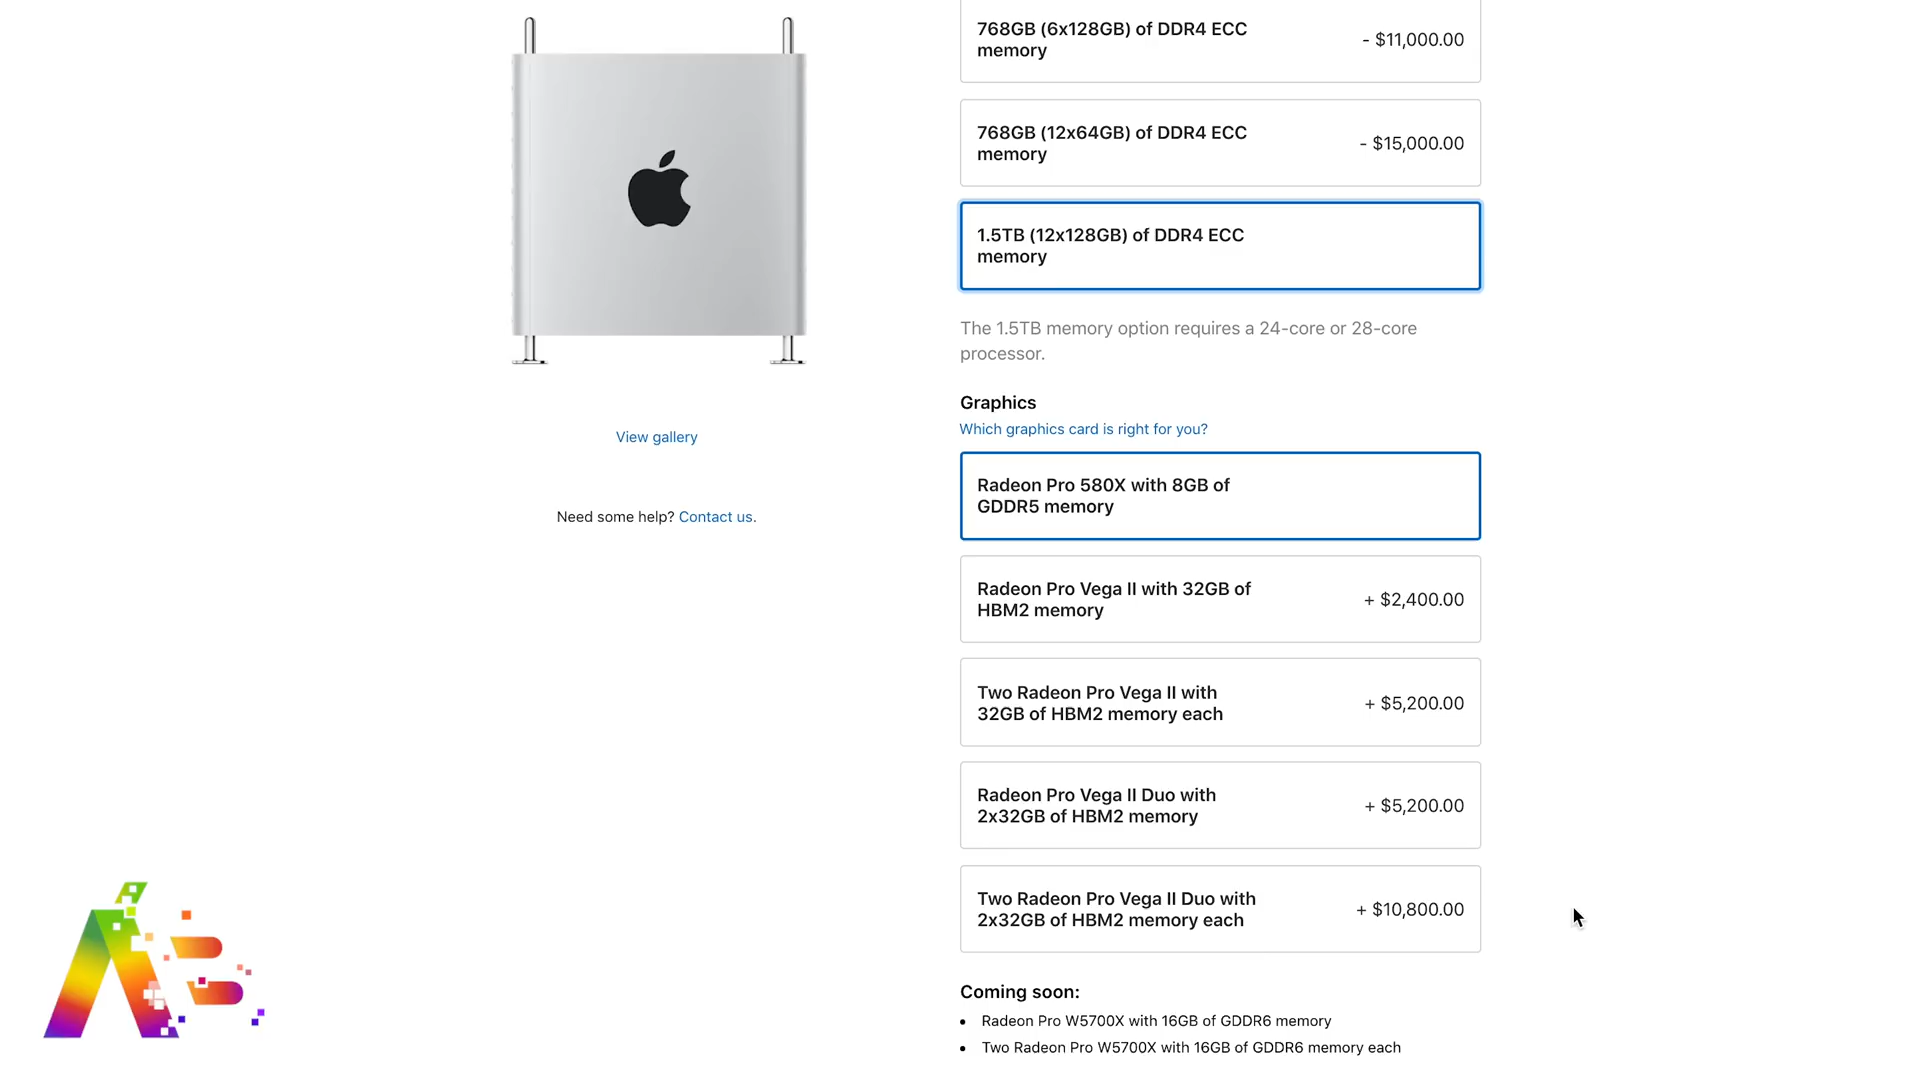 768GB (6x128GB) of DDR4 ECC
memory
- $11,000.00
768GB (12x64GB) of DDR4 ECC
memory
- $15,000.00
1.5TB (12x128GB) of DDR4 ECC
memory
The 1.5TB memory option requires a 24-core or 28-core
processor.
Graphics
Which graphics card is right for you?
Radeon Pro 580X with 8GB of
GDDR5 memory
Radeon Pro Vega II with 32GB of
HBM2 memory
+ $2,400.00
Two Radeon Pro Vega II with
32GB of HBM2 memory each
+ $5,200.00
Radeon Pro Vega II Duo with
2x32GB of HBM2 memory
+ $5,200.00
Two Radeon Pro Vega II Duo with
2x32GB of HBM2 memory each
+ $10,800.00
Coming soon:
• Radeon Pro W5700X with 16GB of GDDR6 memory
• Two Radeon Pro W5700X with 16GB of GDDR6 memory each
View gallery
Need some help? Contact us.